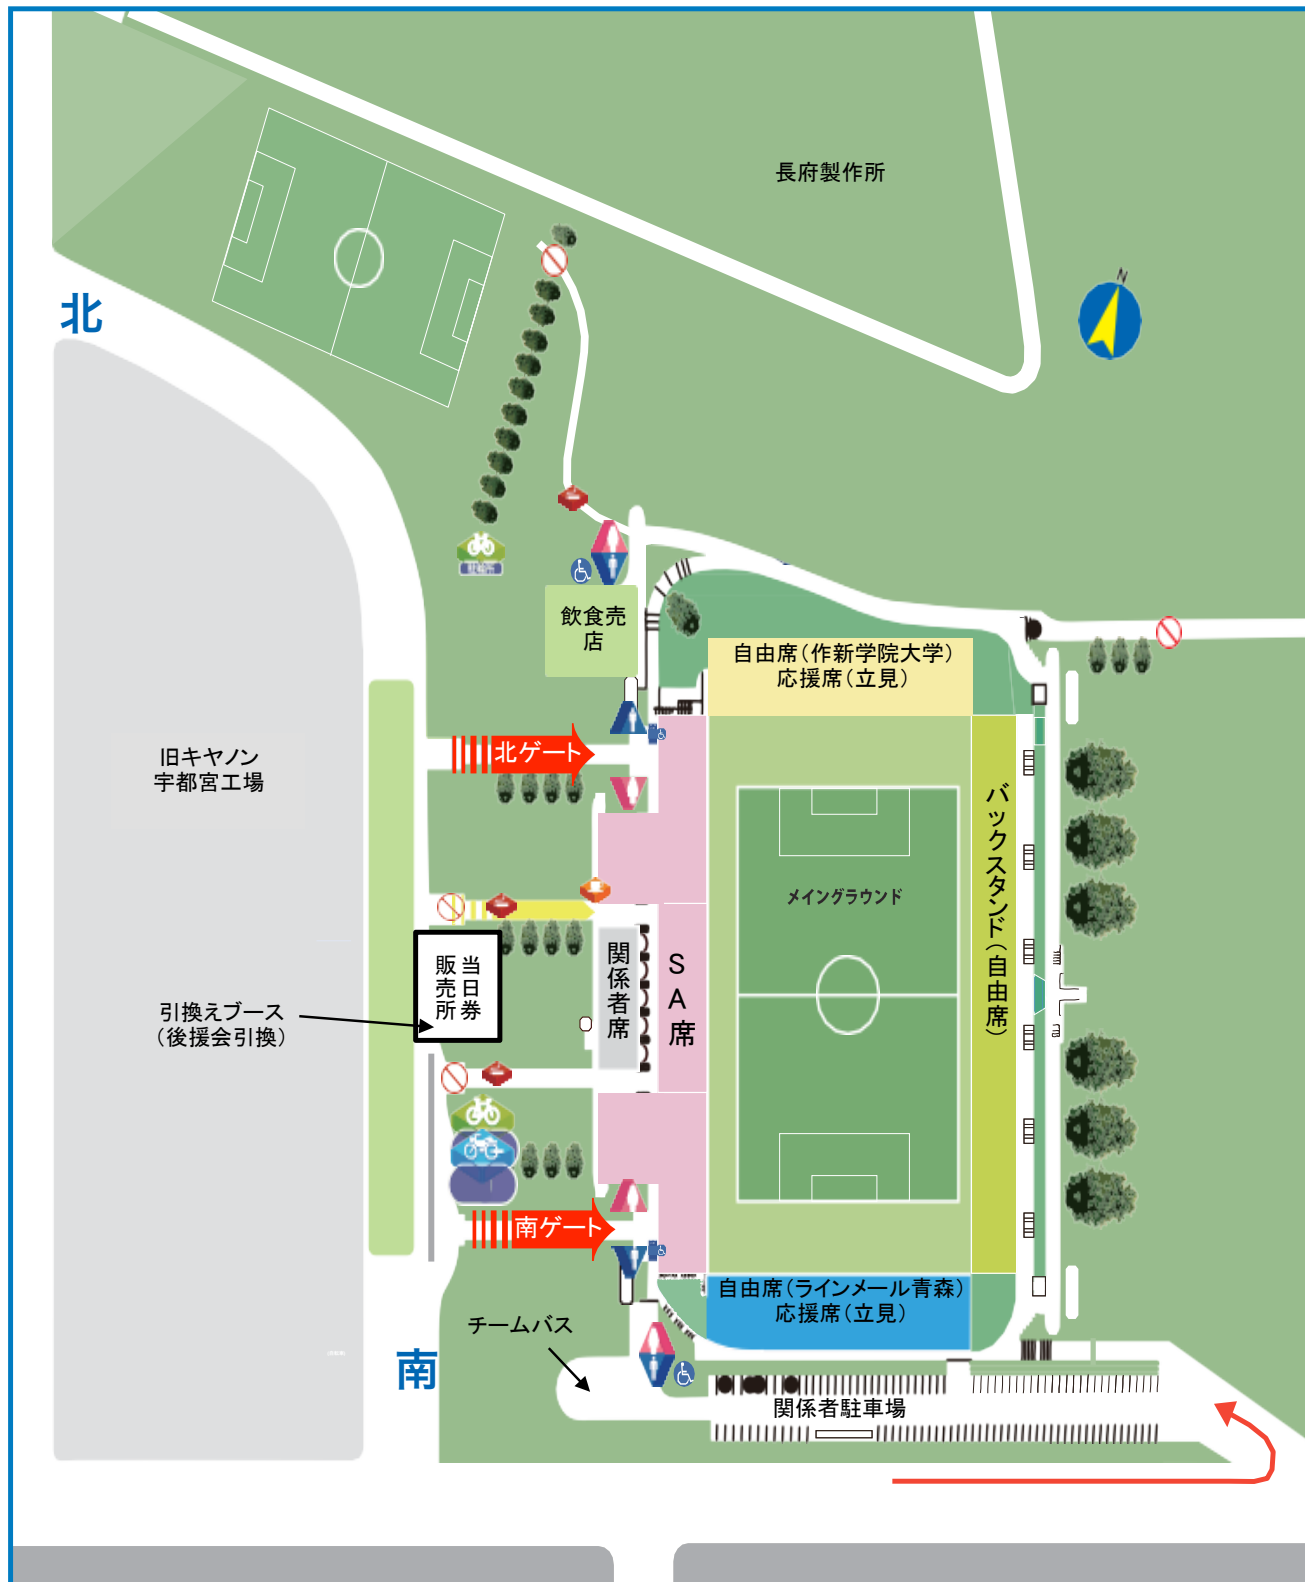 長府製作所
N
北
駐輪所
飲食売
店
自由席(作新学院大学)
応援席(立見)
北ゲート
旧キヤノン
宇都宮工場
バックスタンド(自由席)
メイングラウンド
当日券
販売所
関係者席
SA席
引換えブース
(後援会引換)
南ゲート
自由席(ラインメール青森)
応援席(立見)
チームバス
南
関係者駐車場